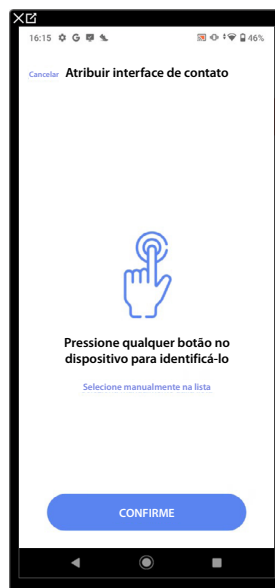 16:15 G 46%
Cancelar Atribuir interface de contato
Pressione qualquer botão no
dispositivo para identificá-lo
Selecione manualmente na lista
CONFIRME